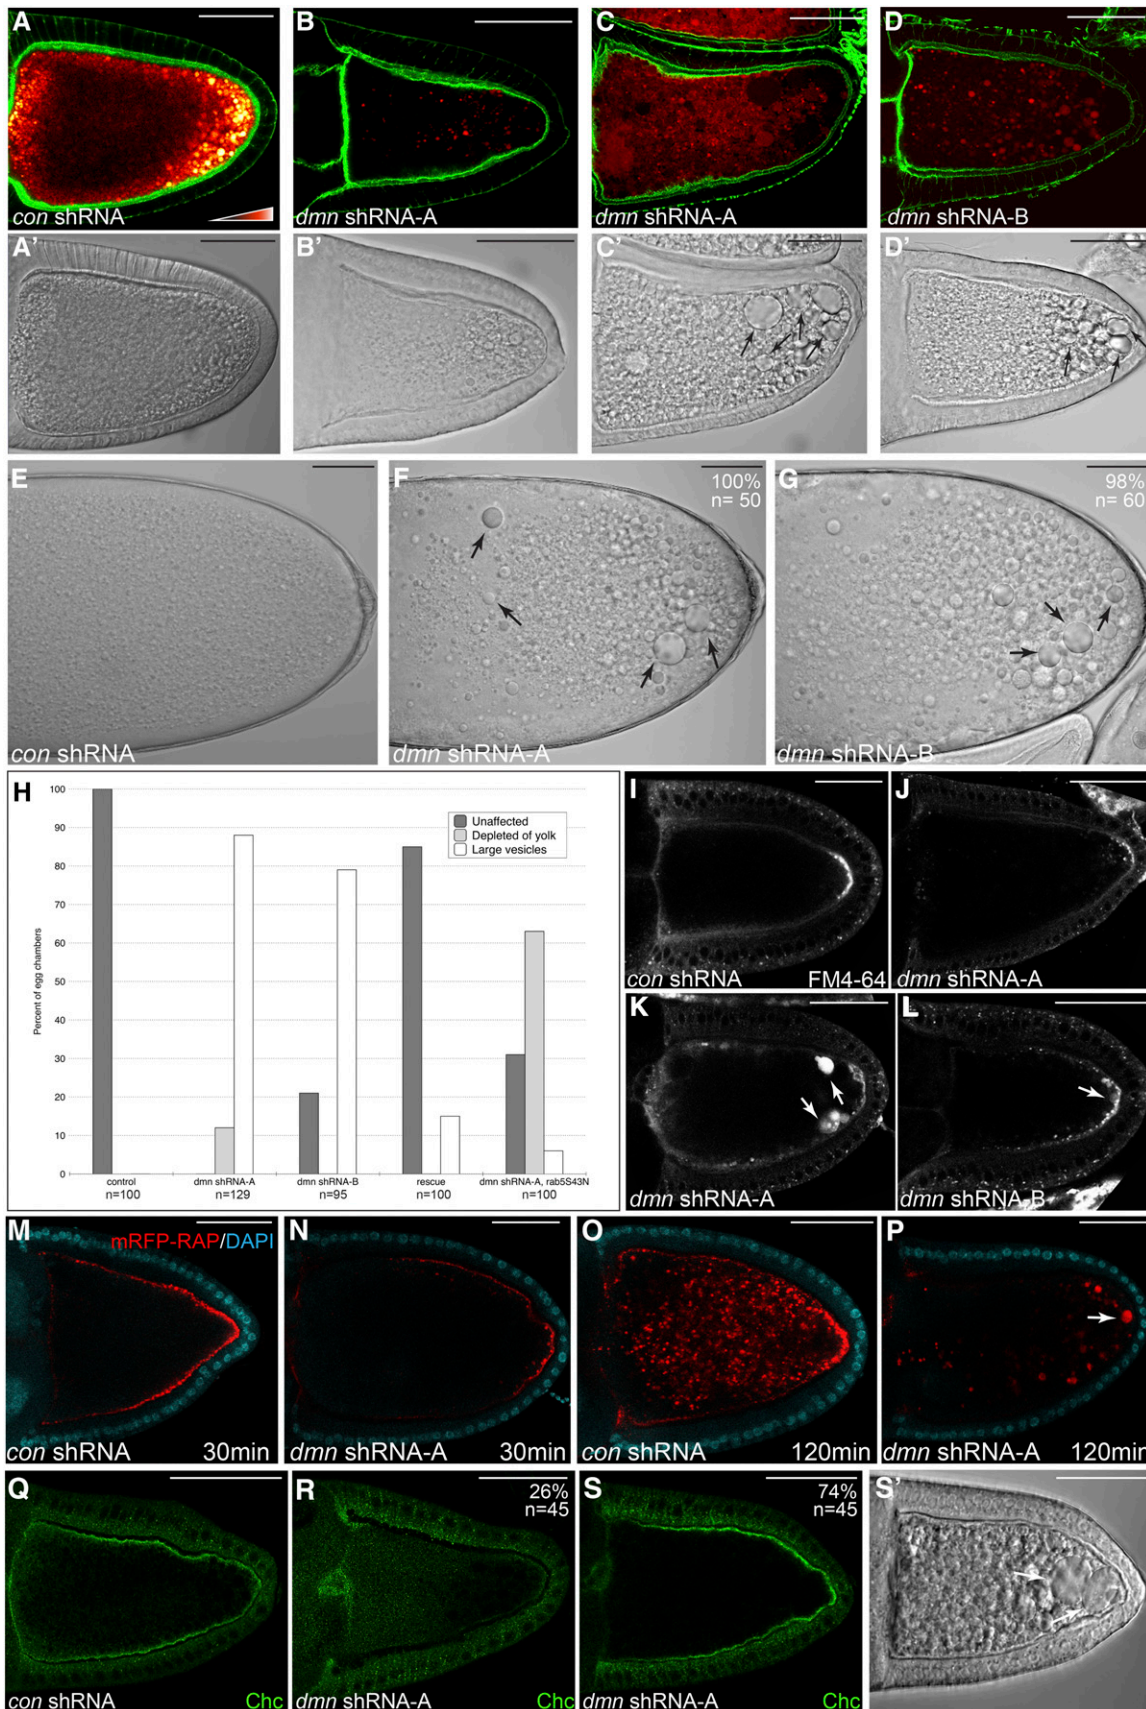 A
con shRNA
B
dmn shRNA-A
C
dmn shRNA-A
D
dmn shRNA-B
A'
B'
C'
D'
E
con shRNA
F
100%
n= 50
dmn shRNA-A
G
98%
n= 60
dmn shRNA-B
H
Percent of egg chambers
100
90
80
70
60
50
40
30
20
10
0
Unaffected
Depleted of yolk
Large vesicles
control
n=100
dmn shRNA-A
n=129
dmn shRNA-B
n=95
rescue
n=100
dmn shRNA-A, rab5S43N
n=100
I
con shRNA
FM4-64
J
dmn shRNA-A
K
dmn shRNA-A
L
dmn shRNA-B
M
mRFP-RAP/DAPI
con shRNA 30min
N
dmn shRNA-A 30min
O
con shRNA 120min
P
dmn shRNA-A 120min
Q
con shRNA Chc
R
26%
n=45
dmn shRNA-A Chc
S
74%
n=45
dmn shRNA-A Chc
S'